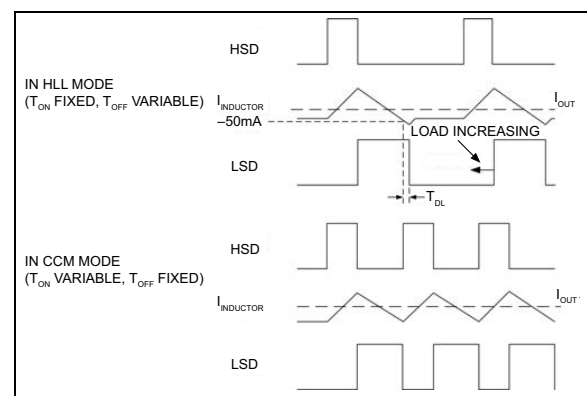 HSD
IN HLL MODE
(TON FIXED, TOFF VARIABLE)
IINDUCTOR
IOUT
–50mA
LOAD INCREASING
LSD
TDL
HSD
IN CCM MODE
(TON VARIABLE, TOFF FIXED)
IINDUCTOR
IOUT
LSD